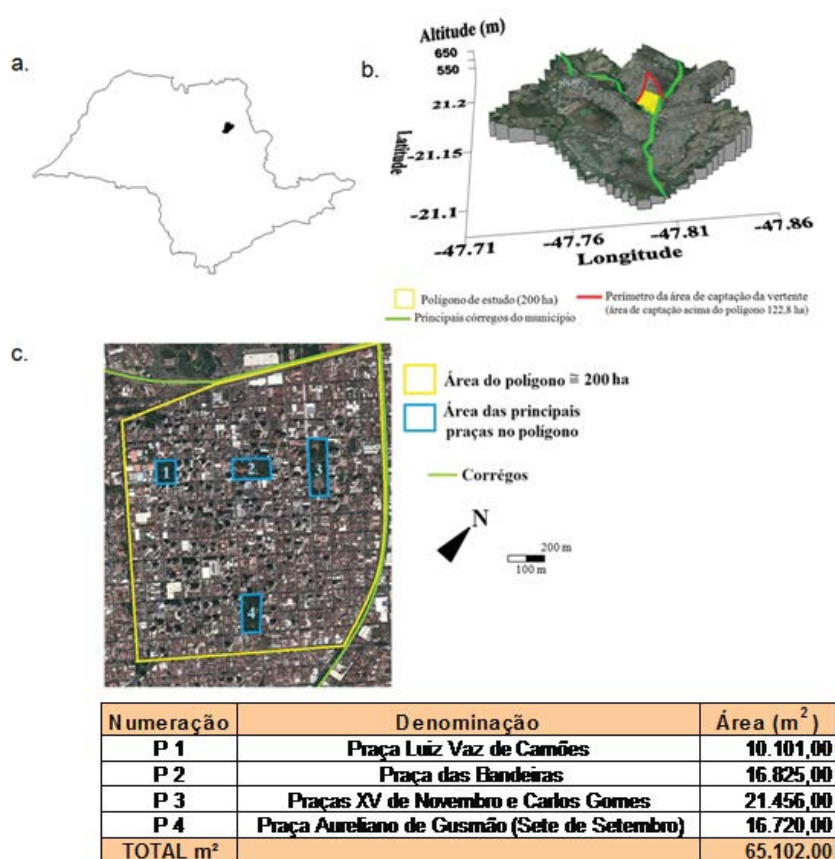 a.
b.
Altitude (m)
650
550
21.2
Latitude
-21.15
-21.1
-47.71
-47.76
-47.81
-47.86
Longitude
Polígono de estudo (200 ha)
Perímetro da área de captação da vertente
(área de captação acima do polígono 122,8 ha)
Principais córregos do município
c.
Área do polígono ≅ 200 ha
Área das principais
praças no polígono
Corrégos
N
200 m
100 m
1
2
3
4
Numeração Denominação Área (m²)
P 1 Praça Luiz Vaz de Camões 10.101,00
P 2 Praça das Bandeiras 16.825,00
P 3 Praças XV de Novembro e Carlos Gomes 21.456,00
P 4 Praça Aureliano de Gusmão (Sete de Setembro) 16.720,00
TOTAL m² 65.102,00